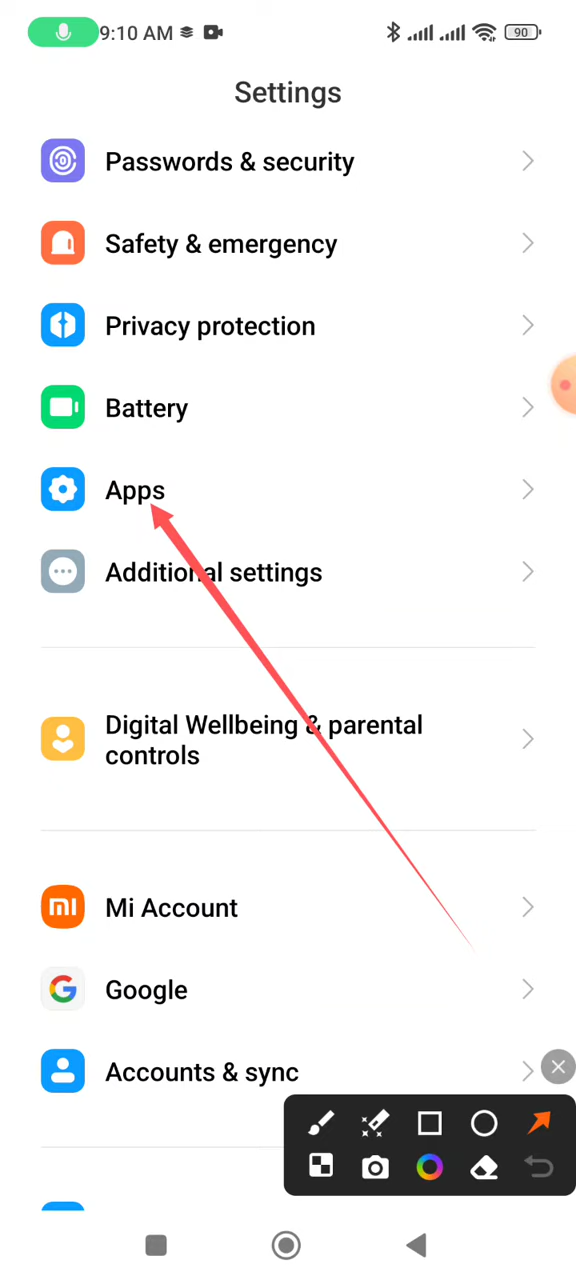 9:10 AM
90
Settings
Passwords & security
Safety & emergency
Privacy protection
Battery
Apps
Additional settings
Digital Wellbeing & parental
controls
Mi Account
Google
Accounts & sync